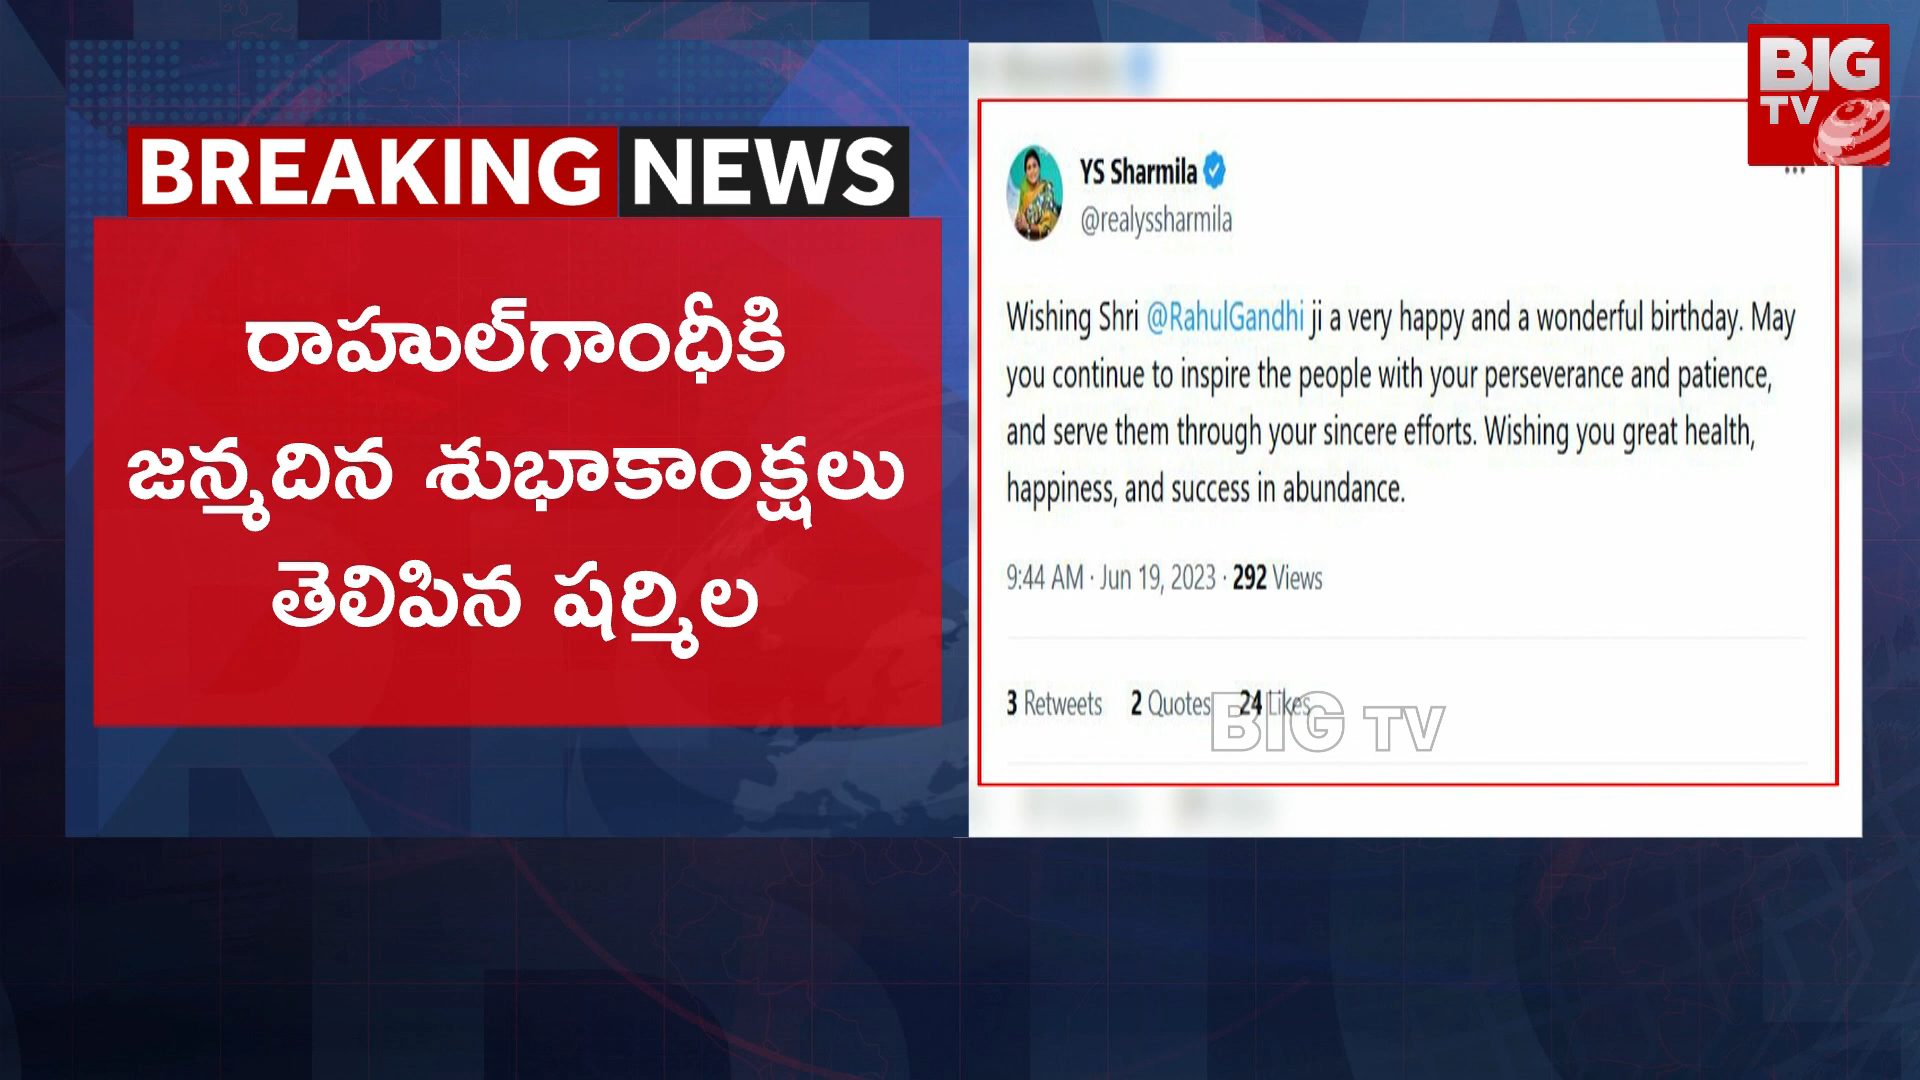 BREAKING NEWS
రాహుల్‌గాంధీకి
జన్మదిన శుభాకాంక్షలు
తెలిపిన షర్మిల
BIG
TV
YS Sharmila
@realyssharmila
Wishing Shri @RahulGandhi ji a very happy and a wonderful birthday. May
you continue to inspire the people with your perseverance and patience,
and serve them through your sincere efforts. Wishing you great health,
happiness, and success in abundance.
9:44 AM · Jun 19, 2023 · 292 Views
3 Retweets 2 Quotes 24 Likes
BIG TV